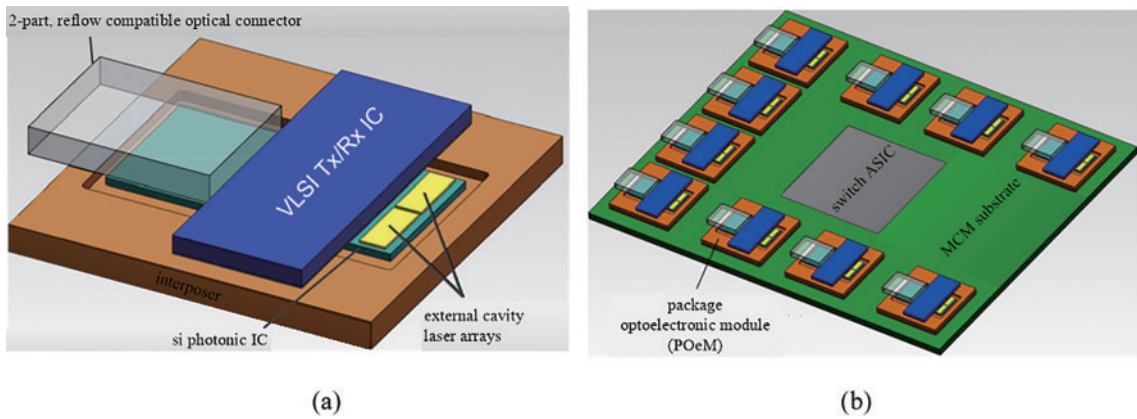 2-part, reflow compatible optical connector
VLSI Tx/Rx IC
interposer
si photonic IC
external cavity
laser arrays
(a)
switch ASIC
MCM substrate
package
optoelectronic module
(POeM)
(b)